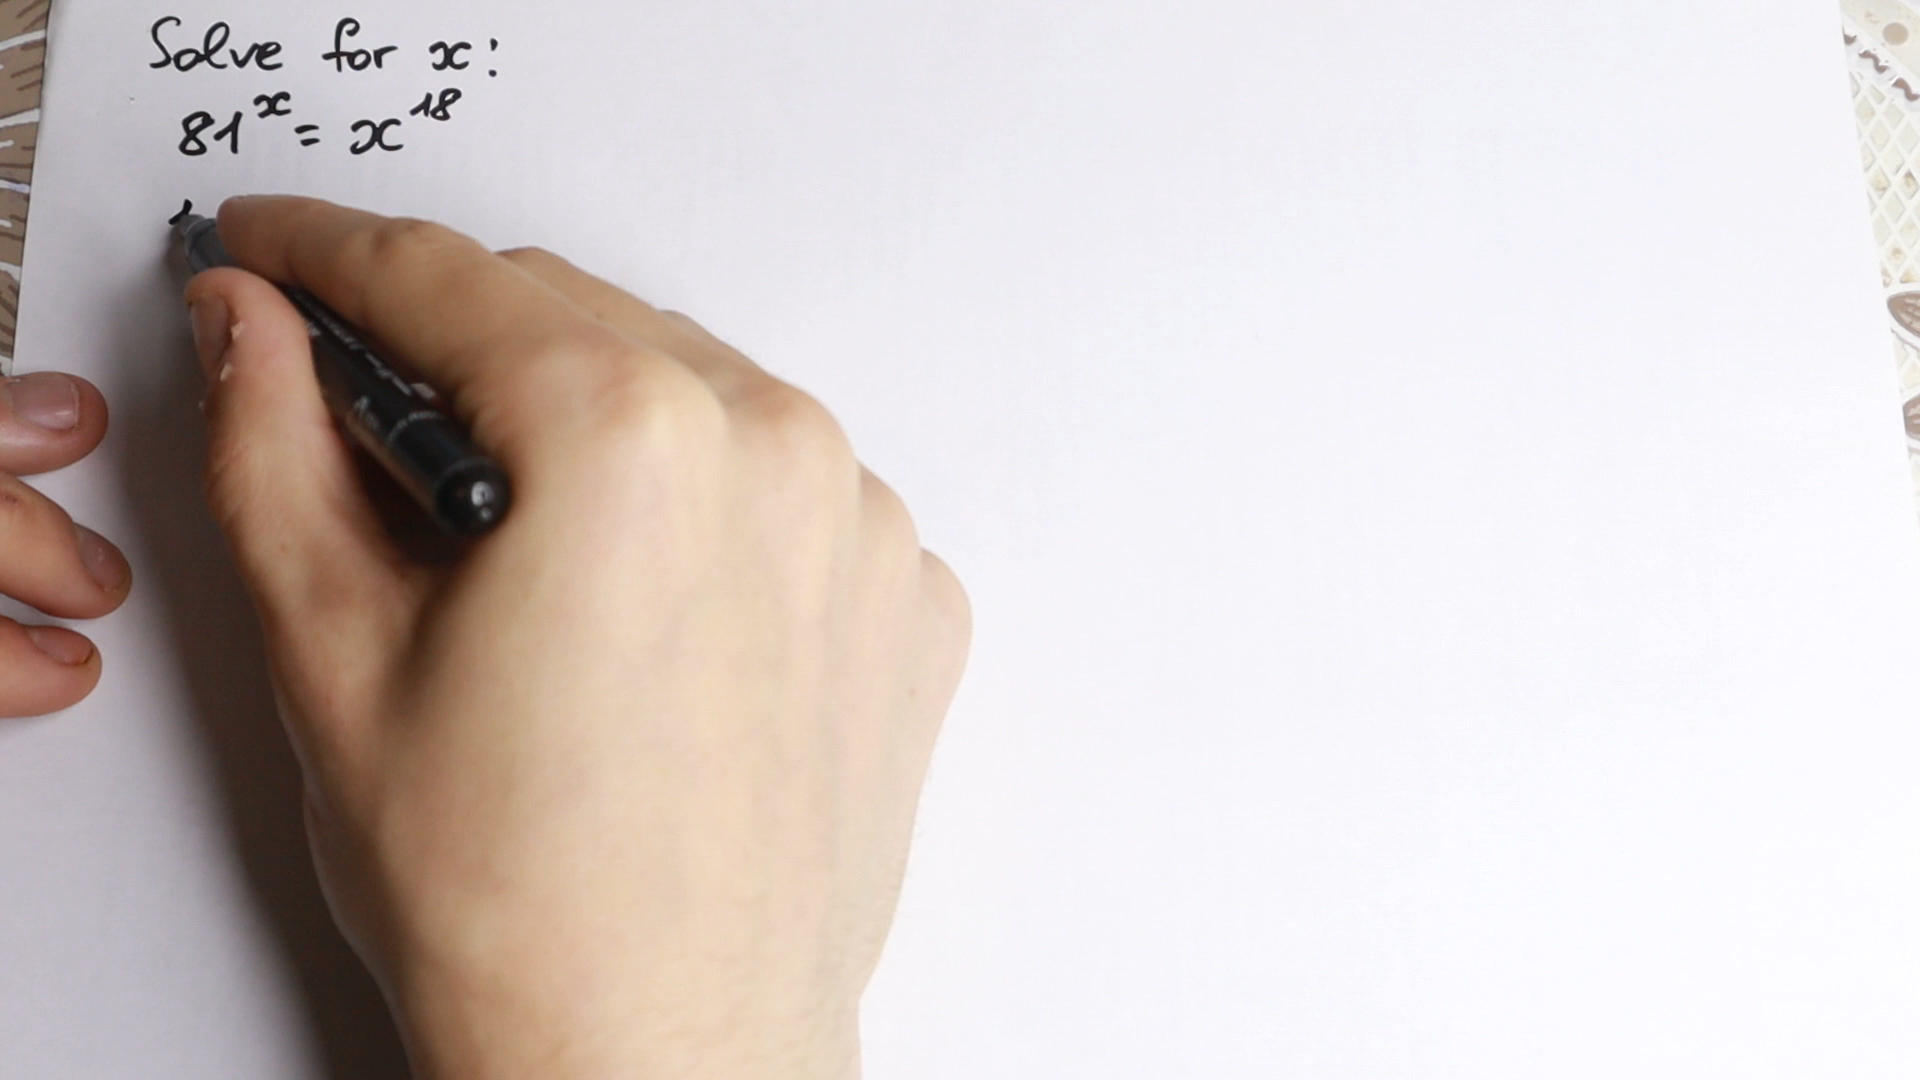 Solve for x:
81^x = x^18